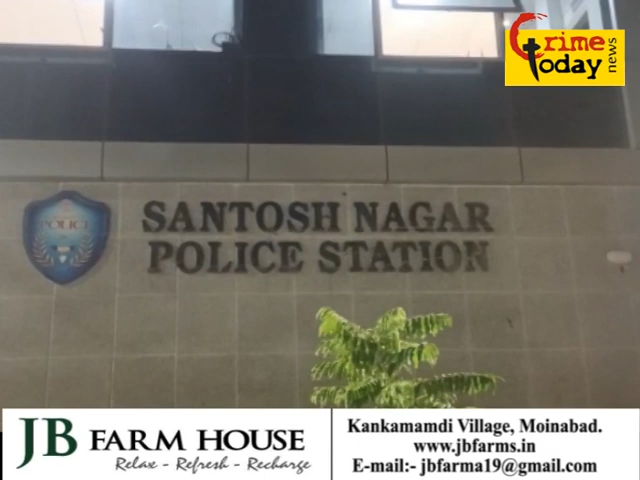 Crime
today
news
SANTOSH NAGAR
POLICE
POLICE STATION
JB FARM HOUSE
Relax - Refresh - Recharge
Kankamamdi Village, Moinabad.
www.jbfarms.in
E-mail:- jbfarma19@gmail.com